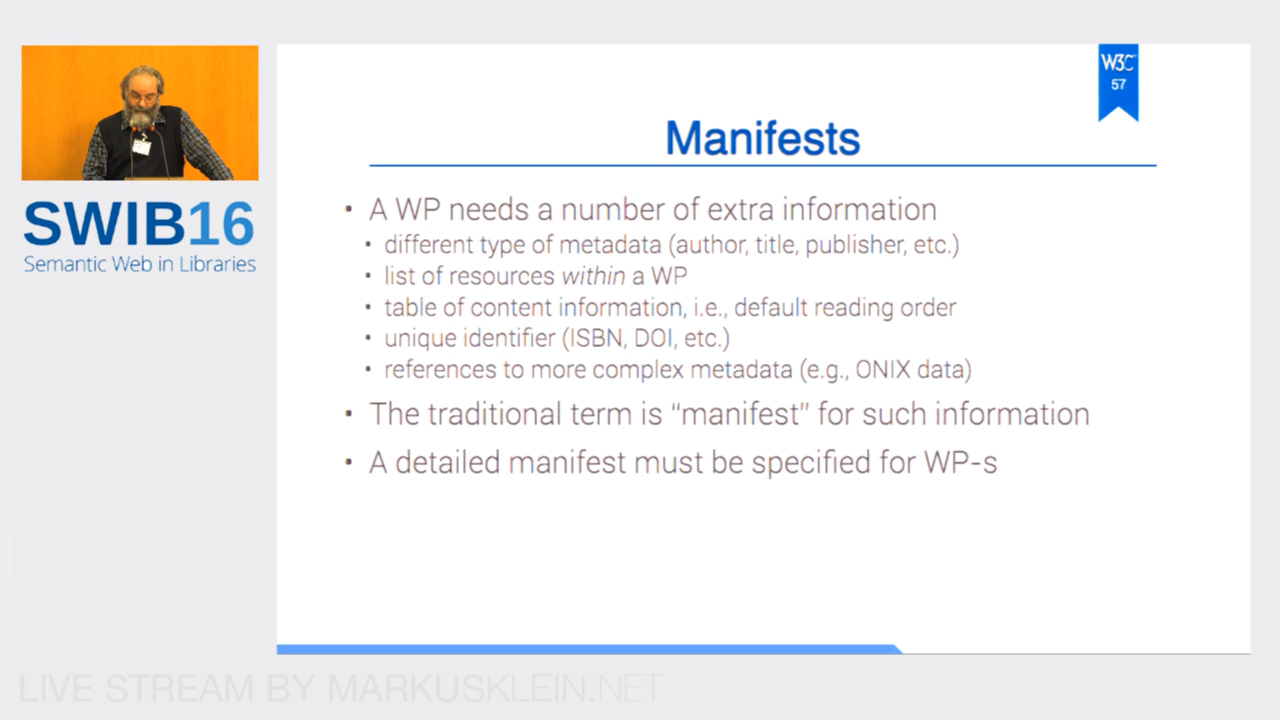 SWIB16
Semantic Web in Libraries
W3C
57
Manifests
• A WP needs a number of extra information
• different type of metadata (author, title, publisher, etc.)
• list of resources within a WP
• table of content information, i.e., default reading order
• unique identifier (ISBN, DOI, etc.)
• references to more complex metadata (e.g., ONIX data)
• The traditional term is “manifest” for such information
• A detailed manifest must be specified for WP-s
LIVE STREAM BY MARKUSKLEIN.NET